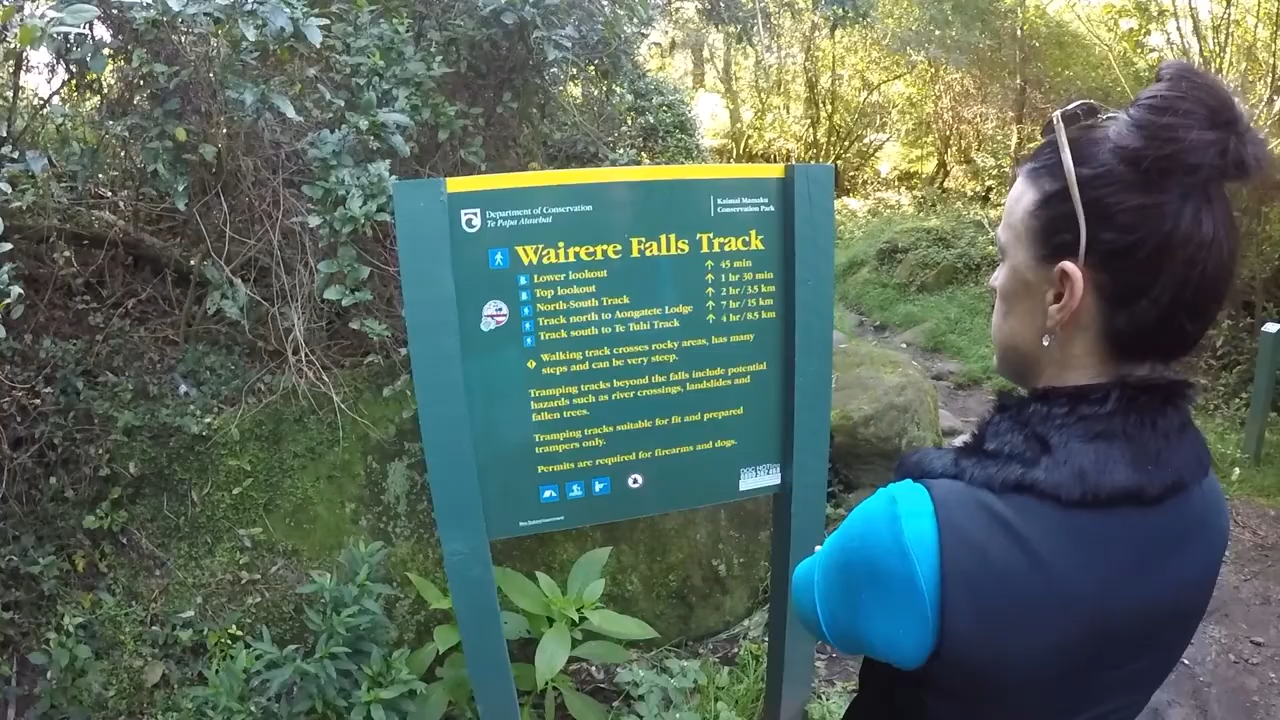 Department of Conservation
Te Papa Atawhai
Kaimai Mamaku
Conservation Park
Wairere Falls Track
Lower lookout 45 min
Top lookout 1 hr 30 min
North-South Track 2 hr/3.5 km
Track north to Aongatete Lodge 7 hr/15 km
Track south to Te Tuhi Track 4 hr/8.5 km
Walking track crosses rocky areas, has many
steps and can be very steep.
Tramping tracks beyond the falls include potential
hazards such as river crossings, landslides and
fallen trees.
Tramping tracks suitable for fit and prepared
trampers only.
Permits are required for firearms and dogs.
DOC HOTline
New Zealand Government